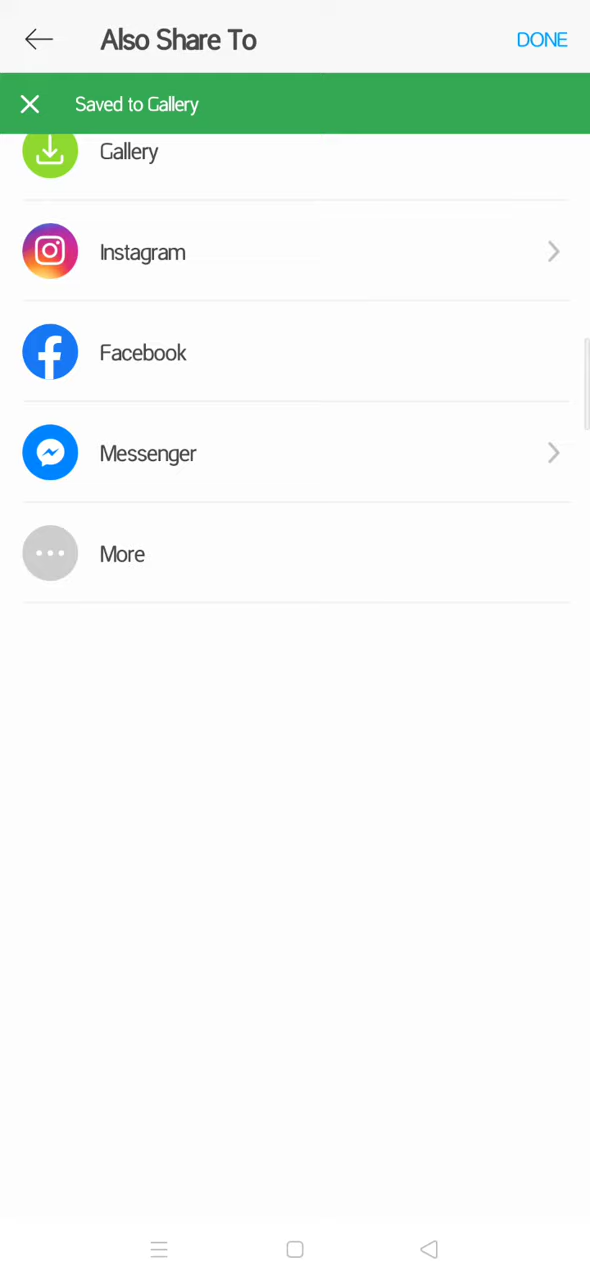 Also Share To
DONE
Saved to Gallery
Gallery
Instagram
Facebook
Messenger
More